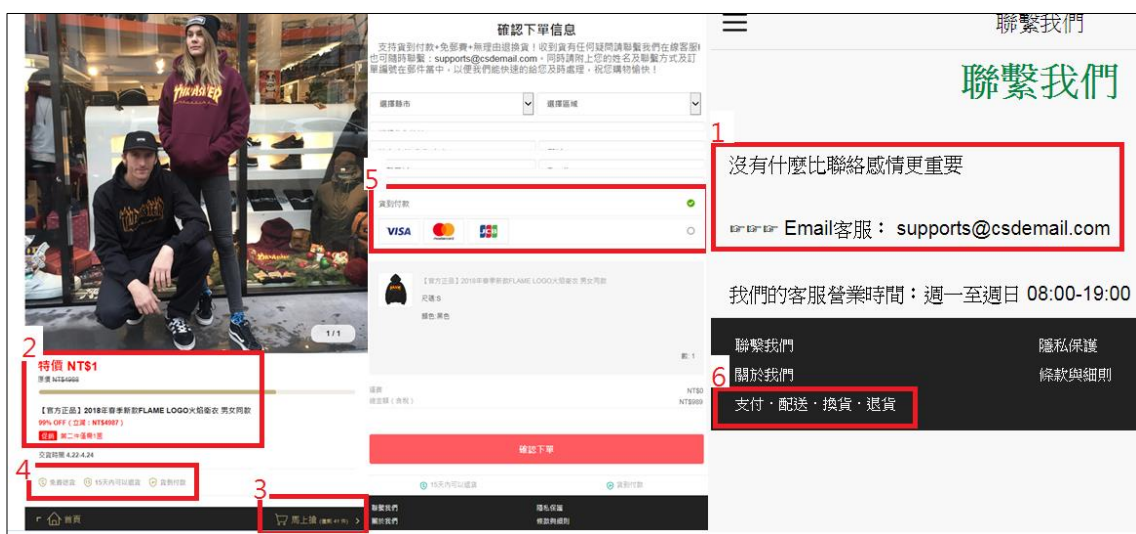 THRASHER
1/1
2
特價 NT$1
原價 NT$4988
【官方正品】2018年春季新款FLAME LOGO火焰衛衣 男女同款
99% OFF ( 立減：NT$4987 )
促銷 第二件僅需1圓
交貨時間 4.22-4.24
4
免費送貨 15天內可以退貨 貨到付款
3
首頁
馬上搶
確認下單信息
支持貨到付款+免郵費+無理由退換貨！收到貨有任何疑問請聯繫我們在線客服
也可隨時聯繫：supports@csdemail.com，同時請附上您的姓名及聯繫方式及訂
單編號在郵件當中，以便我們能快速的給您及時處理，祝您購物愉快！
選擇縣市
選擇區域
5
貨到付款
VISA
JCB
【官方正品】2018年春季新款FLAME LOGO火焰衛衣 男女同款
尺碼:S
顏色:黑色
數: 1
運費 NT$0
總金額 ( 含稅 ) NT$989
確認下單
15天內可以退貨
貨到付款
聯繫我們 隱私保護
關於我們 條款與細則
聯繫我們
聯繫我們
1
沒有什麼比聯絡感情更重要
☞☞☞ Email客服： supports@csdemail.com
我們的客服營業時間：週一至週日 08:00-19:00
聯繫我們 隱私保護
6
關於我們 條款與細則
支付・配送・換貨・退貨